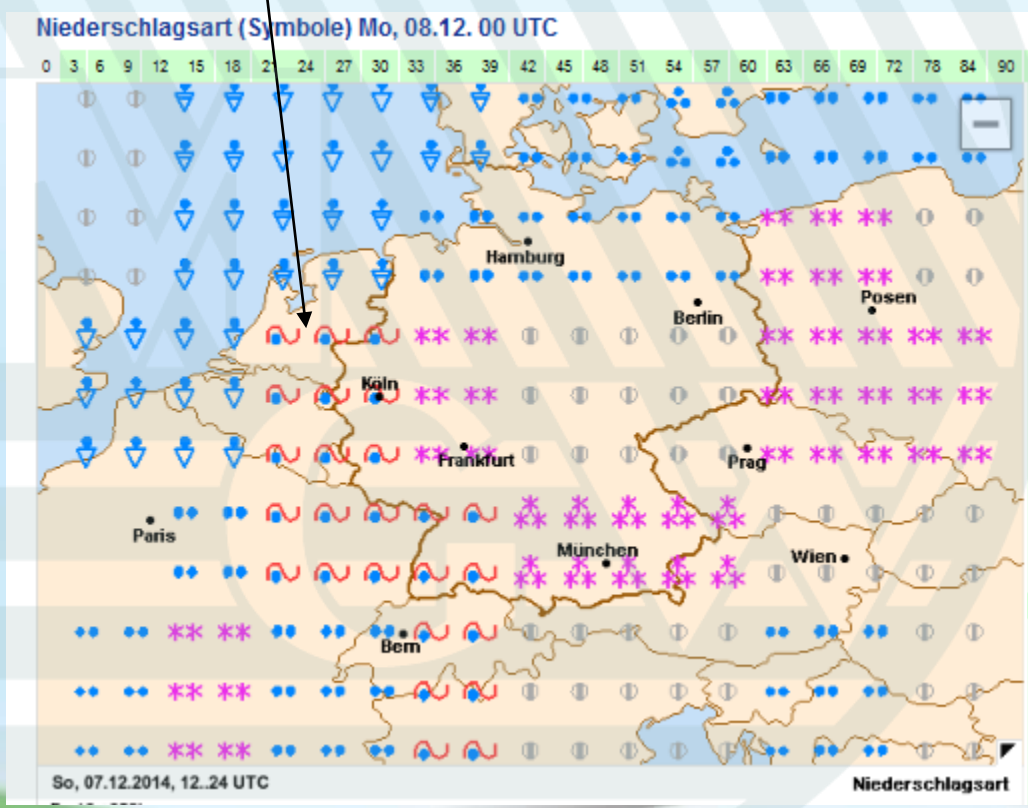 Niederschlagsart (Symbole) Mo, 08.12. 00 UTC
0 3 6 9 12 15 18 21 24 27 30 33 36 39 42 45 48 51 54 57 60 63 66 69 72 78 84 90
Hamburg
Berlin
Posen
Köln
Frankfurt
Prag
Paris
München
Wien
Bern
So, 07.12.2014, 12..24 UTC
Niederschlagsart